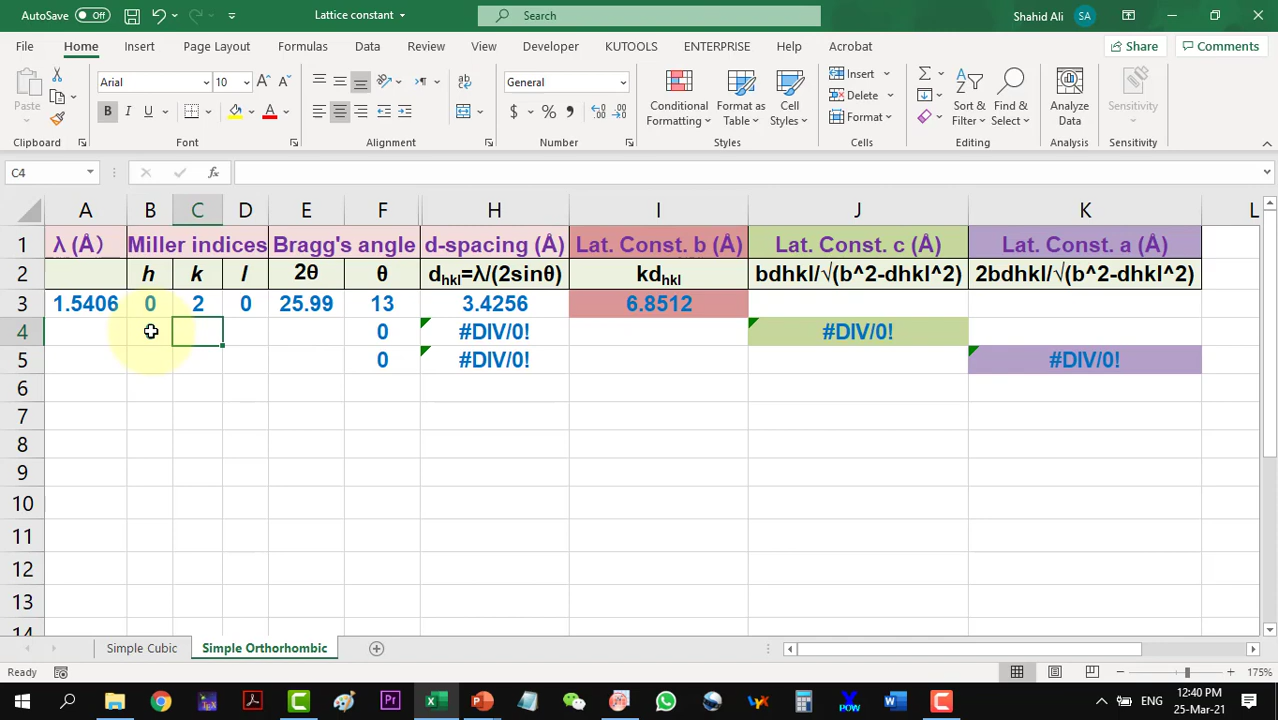 AutoSave Off Lattice constant Search Shahid Ali SA
File Home Insert Page Layout Formulas Data Review View Developer KUTOOLS ENTERPRISE Help Acrobat Share Comments
Paste Arial 10 General Conditional Formatting Format as Table Cell Styles Insert Delete Format Sort & Filter Find & Select Analyze Data Sensitivity
Clipboard Font Alignment Number Styles Cells Editing Analysis Sensitivity
C4 fx
A B C D E F H I J K L
1 λ (Å) Miller indices Bragg's angle d-spacing (Å) Lat. Const. b (Å) Lat. Const. c (Å) Lat. Const. a (Å)
2 h k l 2θ θ dhkl=λ/(2sinθ) kdhkl bdhkl/√(b^2-dhkl^2) 2bdhkl/√(b^2-dhkl^2)
3 1.5406 0 2 0 25.99 13 3.4256 6.8512
4 0 #DIV/0! #DIV/0!
5 0 #DIV/0! #DIV/0!
6
7
8
9
10
11
12
13
14
Simple Cubic Simple Orthorhombic
Ready 175%
ENG 12:40 PM
25-Mar-21